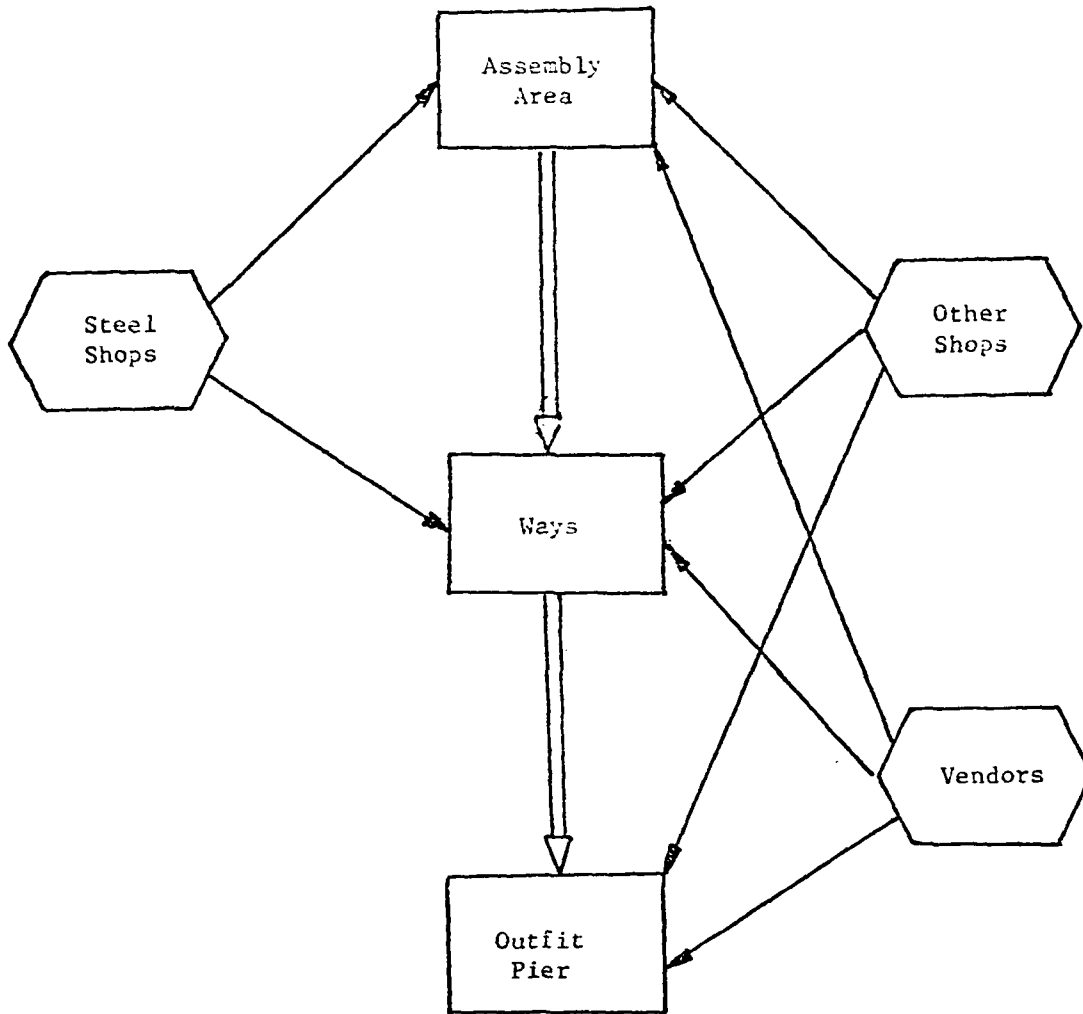 Assembly
Area
Steel
Shops
Other
Shops
Ways
Vendors
Outfit
Pier